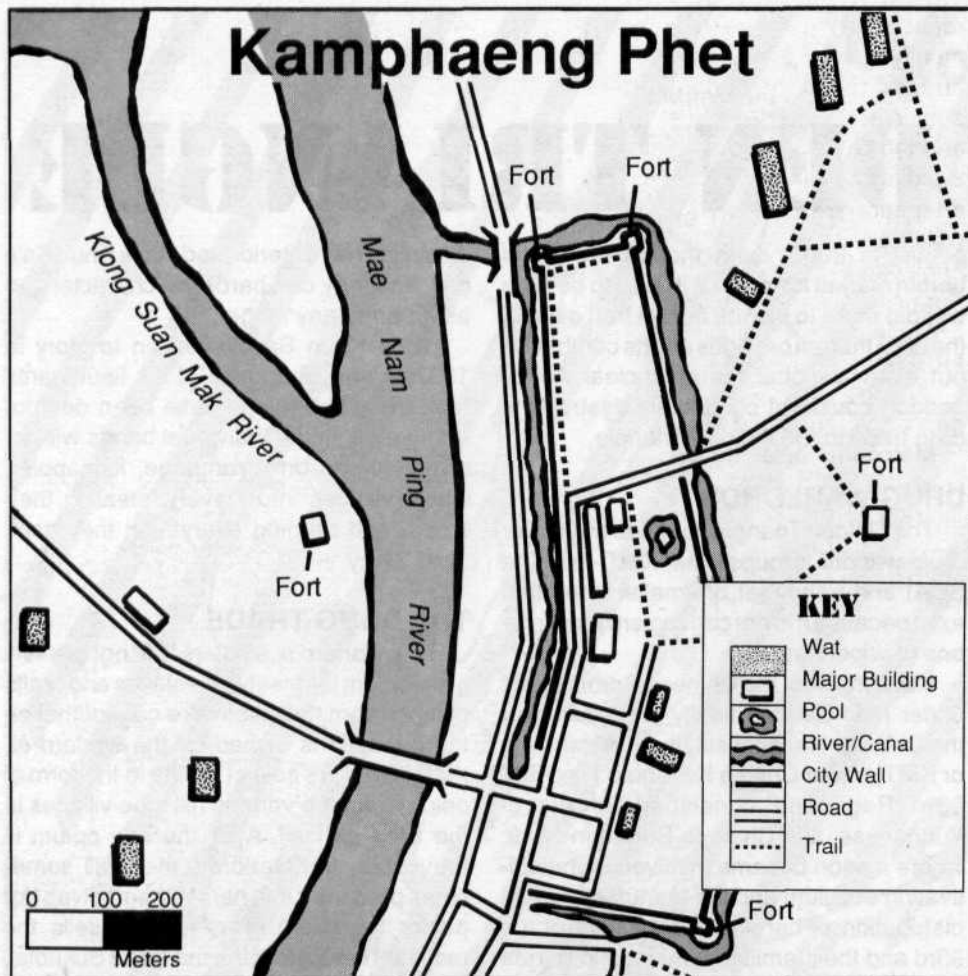 Kamphaeng Phet
Fort
Fort
Klong Suan Mak River
Mae Nam Ping River
Fort
Fort
KEY
Wat
Major Building
Pool
River/Canal
City Wall
Road
Trail
0 100 200
Meters
Fort